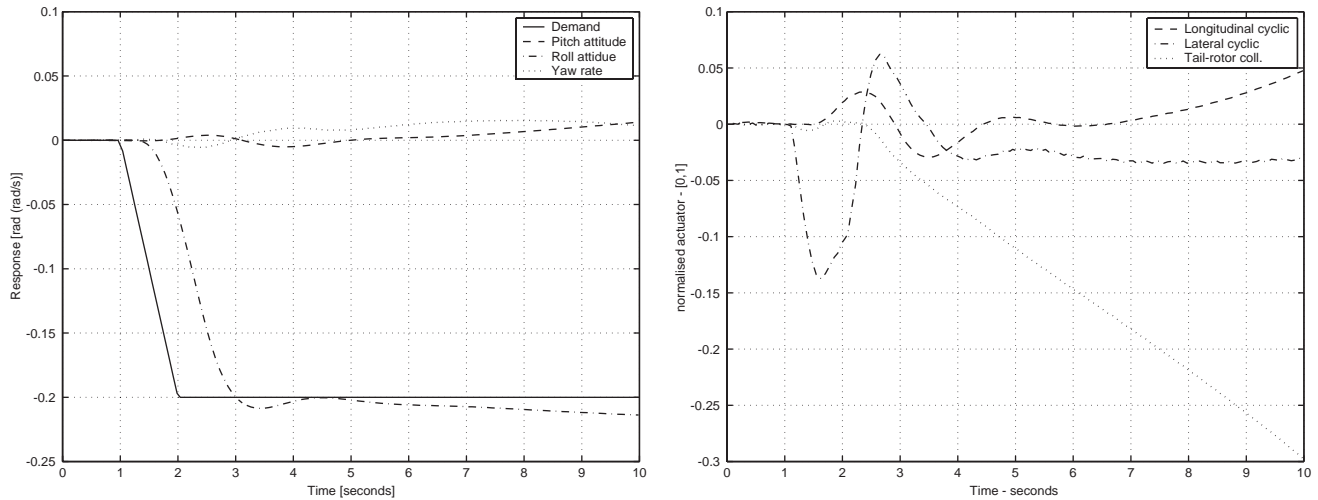 0.1
0.05
0
-0.05
-0.1
-0.15
-0.2
-0.25
Response [rad (rad/s)]
0 1 2 3 4 5 6 7 8 9 10
Time [seconds]
Demand
Pitch attitude
Roll attidue
Yaw rate
0.1
0.05
0
-0.05
-0.1
-0.15
-0.2
-0.25
-0.3
normalised actuator - [0,1]
0 1 2 3 4 5 6 7 8 9 10
Time - seconds
Longitudinal cyclic
Lateral cyclic
Tail-rotor coll.